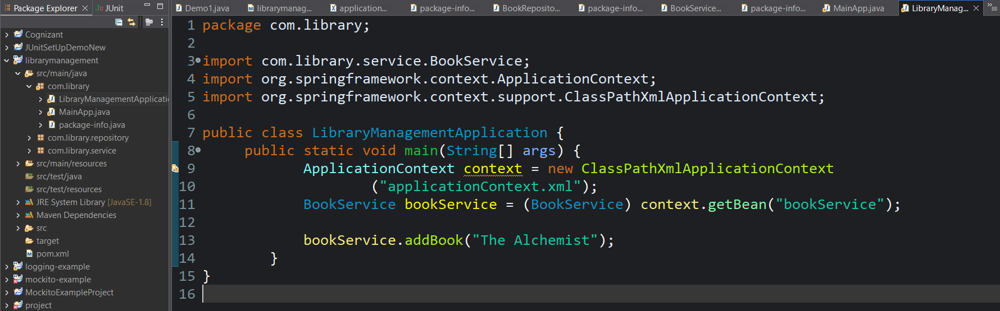 Package Explorer JUnit
Cognizant
JUnitSetUpDemoNew
librarymanagement
src/main/java
com.library
LibraryManagementApplicati
MainApp.java
package-info.java
com.library.repository
com.library.service
src/main/resources
src/test/java
src/test/resources
JRE System Library [JavaSE-1.8]
Maven Dependencies
src
target
pom.xml
logging-example
mockito-example
MockitoExampleProject
project
Demo1.java librarymanag... application... package-info... BookReposito... package-info... BookService... package-info... MainApp.java LibraryManag... 89
1 package com.library;
2
3 import com.library.service.BookService;
4 import org.springframework.context.ApplicationContext;
5 import org.springframework.context.support.ClassPathXmlApplicationContext;
6
7 public class LibraryManagementApplication {
8 public static void main(String[] args) {
9 ApplicationContext context = new ClassPathXmlApplicationContext
10 ("applicationContext.xml");
11 BookService bookService = (BookService) context.getBean("bookService");
12
13 bookService.addBook("The Alchemist");
14 }
15 }
16